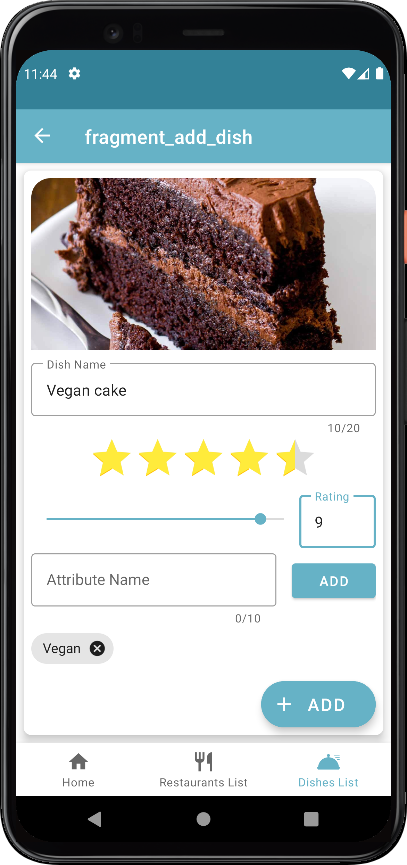 11:44
fragment_add_dish
Dish Name
Vegan cake
10/20
Rating
9
Attribute Name
ADD
0/10
Vegan
+ ADD
Home
Restaurants List
Dishes List